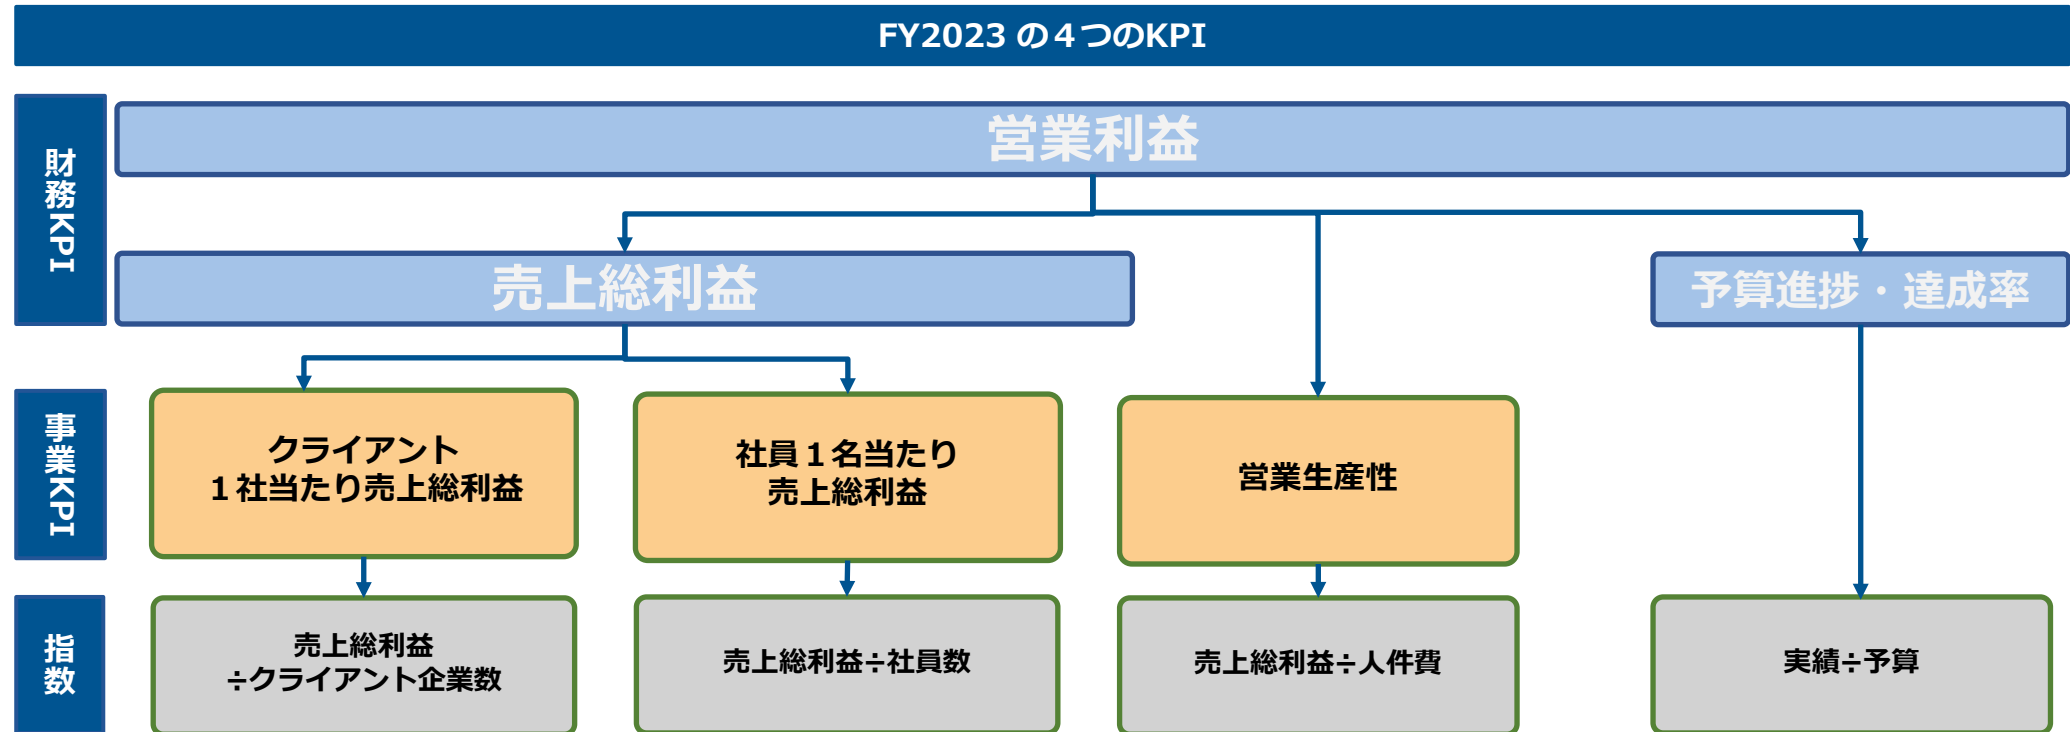 FY2023 の４つのKPI
財務KPI
営業利益
売上総利益
予算進捗・達成率
事業KPI
クライアント
１社当たり売上総利益
社員１名当たり
売上総利益
営業生産性
指数
売上総利益
÷クライアント企業数
売上総利益÷社員数
売上総利益÷人件費
実績÷予算